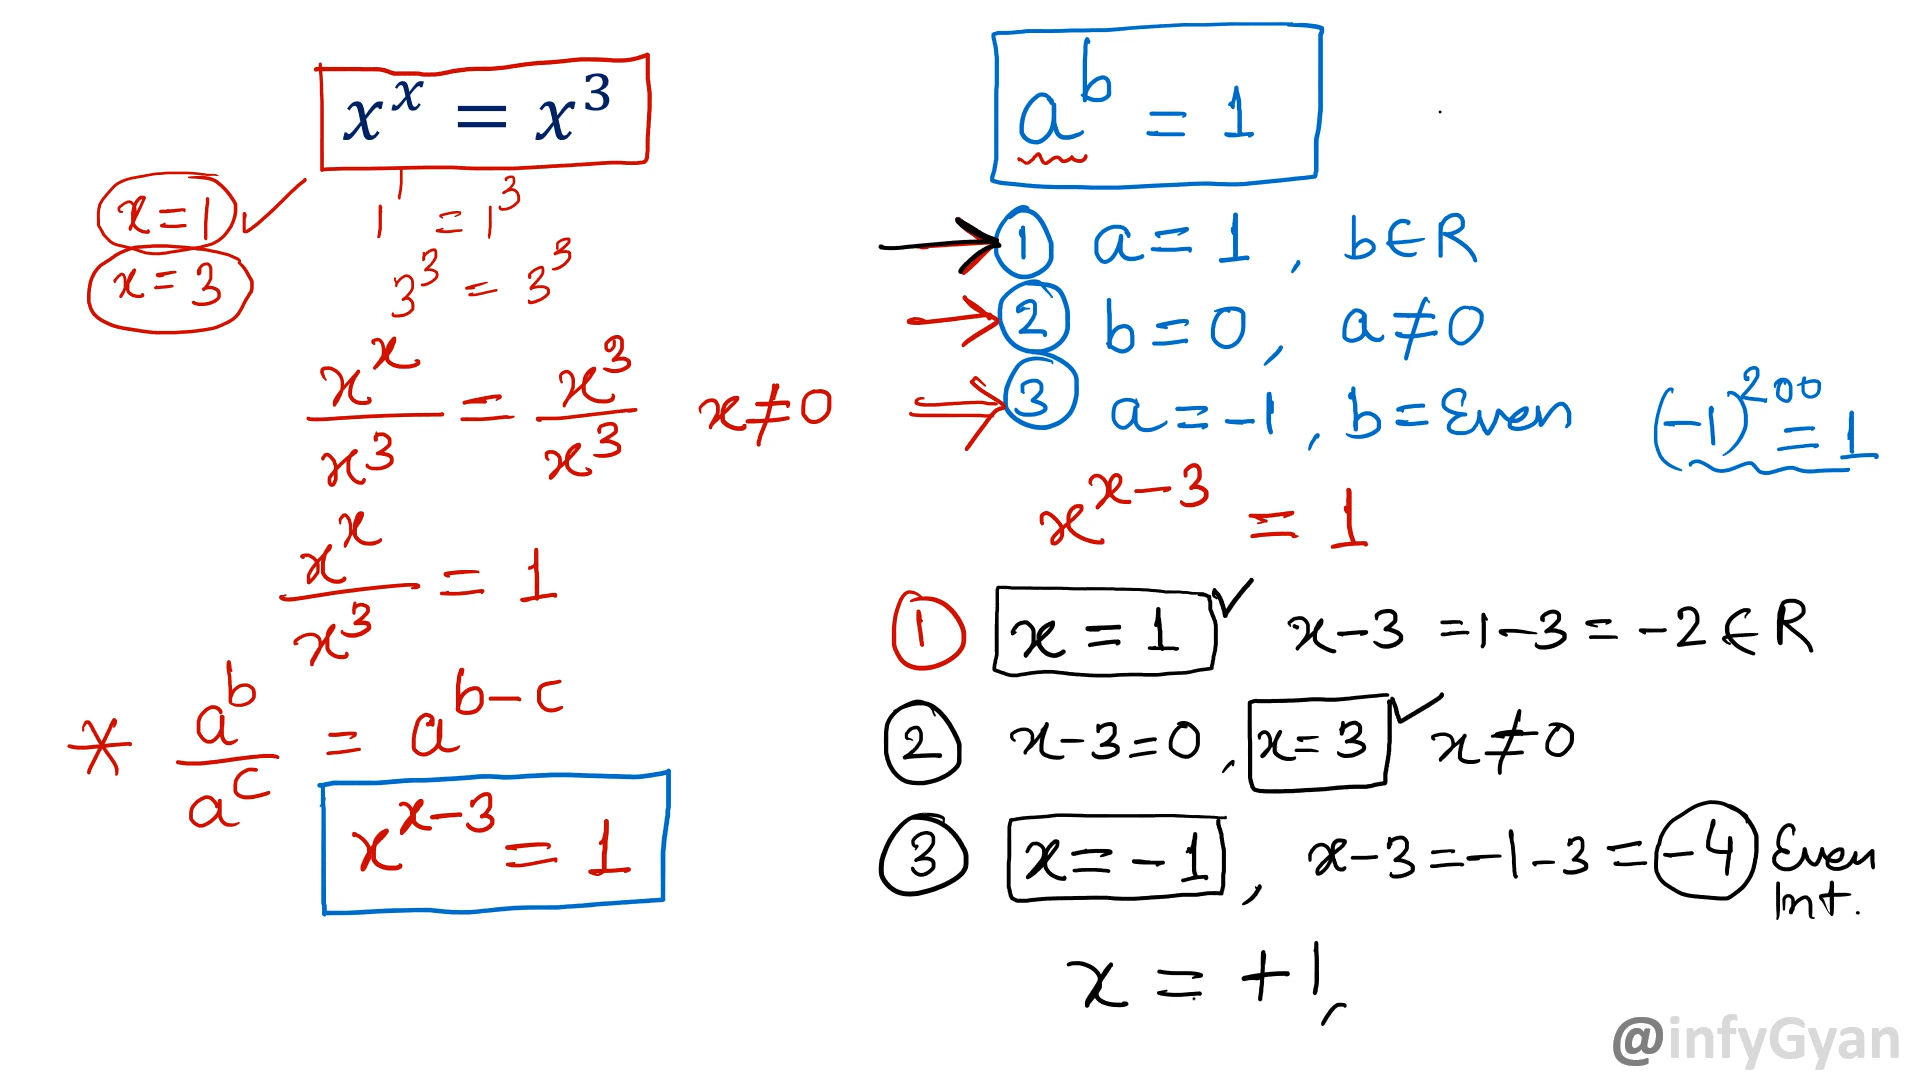 x^x = x^3
x = 1 ✓ 1^1 = 1^3
x = 3 3^3 = 3^3
x^x/x^3 = x^3/x^3 x ≠ 0
x^x/x^3 = 1
* a^b/a^c = a^(b-c)
x^(x-3) = 1
a^b = 1
→ ① a = 1, b ∈ R
→ ② b = 0, a ≠ 0
⇒ ③ a = -1, b = Even (-1)^200 = 1
x^(x-3) = 1
① x = 1 ✓ x-3 = 1-3 = -2 ∈ R
② x-3=0, x=3 ✓ x ≠ 0
③ x = -1, x-3 = -1-3 = -4 Even
Int.
x = +1,
@infyGyan